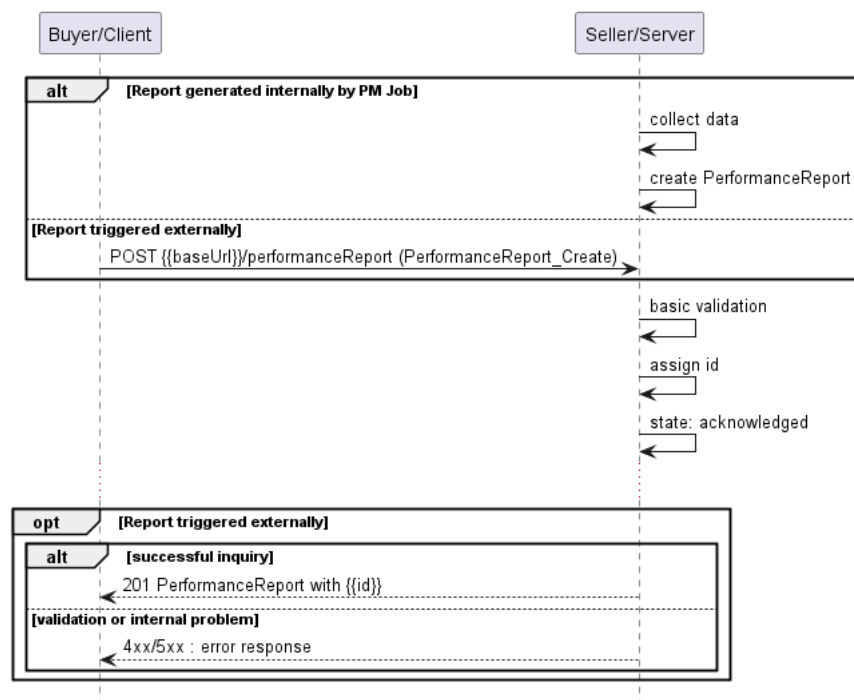 Buyer/Client
Seller/Server
alt [Report generated internally by PM Job]
collect data
create PerformanceReport
[Report triggered externally]
POST {{baseUrl}}/performanceReport (PerformanceReport_Create)
basic validation
assign id
state: acknowledged
opt [Report triggered externally]
alt [successful inquiry]
201 PerformanceReport with {{id}}
[validation or internal problem]
4xx/5xx : error response